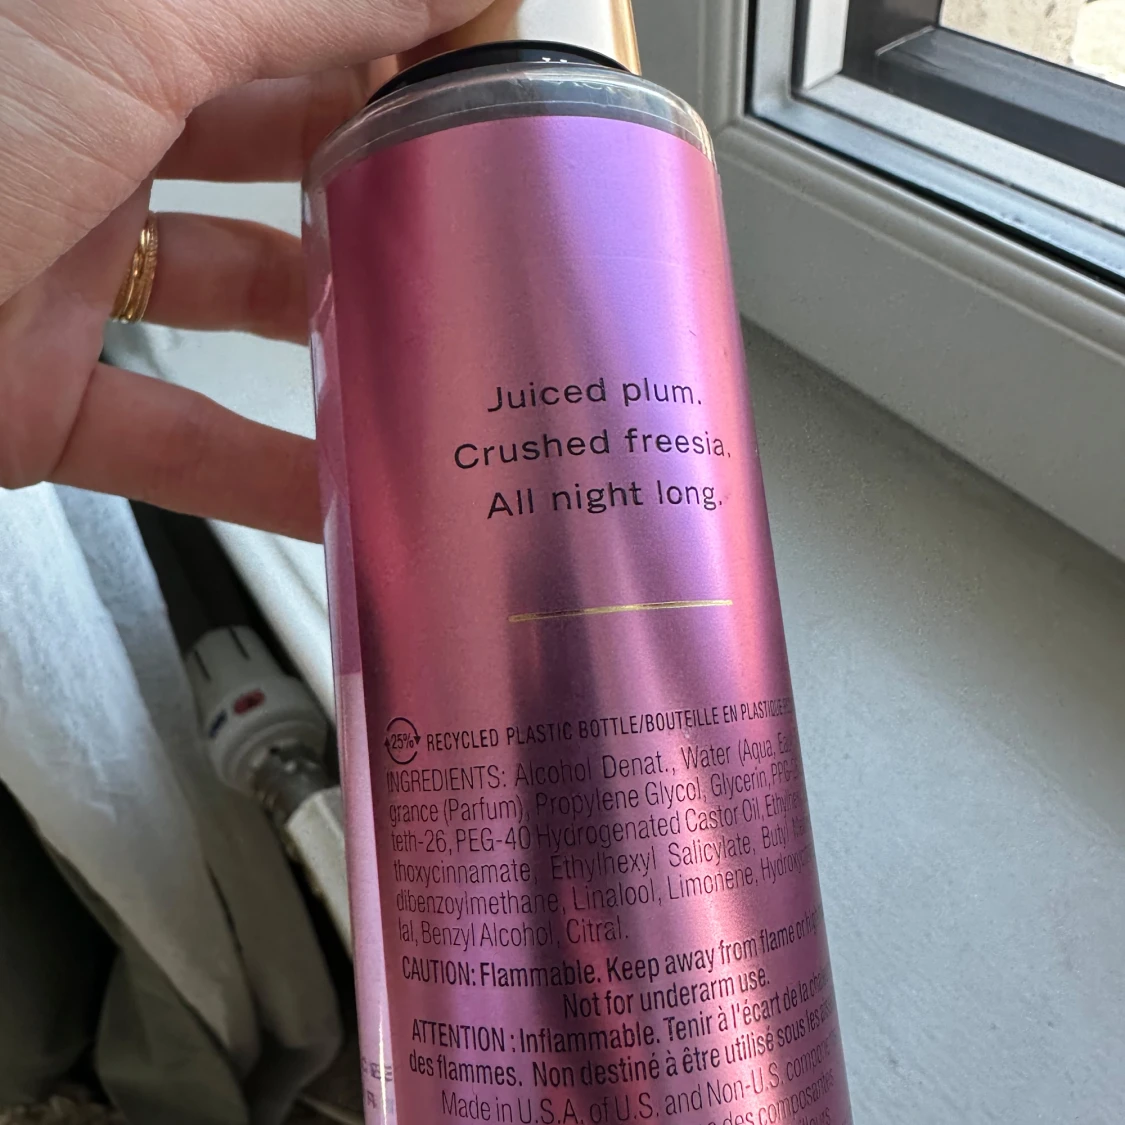 Juiced plum.
Crushed freesia.
All night long.
25%
RECYCLED PLASTIC BOTTLE/BOUTEILLE EN PLASTIQUE
INGREDIENTS: Alcohol Denat., Water (Aqua,
grance (Parfum), Propylene Glycol, Glycerin,
teth-26, PEG-40 Hydrogenated Castor Oil,
thoxycinnamate, Ethylhexyl Salicylate, Butyl
dibenzoylmethane, Linalool, Limonene,
lal, Benzyl Alcohol, Citral.
CAUTION: Flammable. Keep away from flame or
Not for underarm use.
ATTENTION : Inflammable. Tenir à l'écart de la
des flammes. Non destiné à être utilisé sous les
Made in U.S.A. of U.S. and Non-U.S.
des composantes